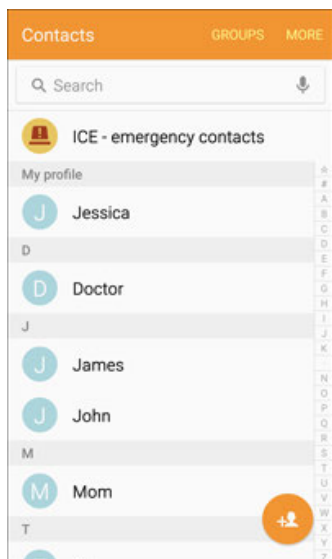 Contacts GROUPS MORE
Search
ICE - emergency contacts
My profile
J Jessica
D
D Doctor
J
J James
J John
M
M Mom
T
#
A
B
C
D
E
F
G
H
I
J
K
N
O
P
Q
R
S
T
U
V
W
X
Y
Z